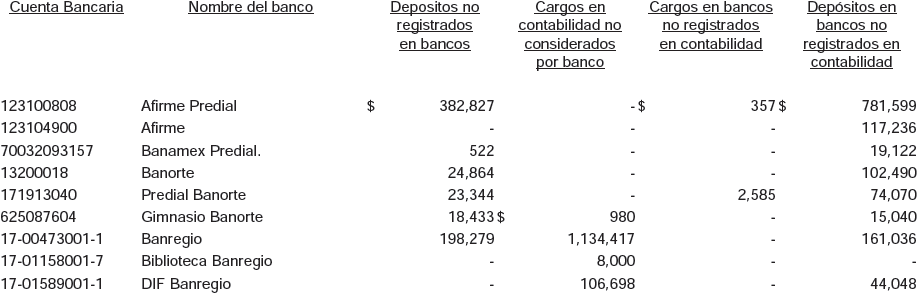 Cuenta Bancaria Nombre del banco Depositos no Cargos en Cargos en bancos Depósitos en
registrados contabilidad no no registrados bancos no
en bancos considerados en contabilidad registrados en
por banco contabilidad
123100808 Afirme Predial $ 382,827 - $ 357 $ 781,599
123104900 Afirme - - - 117,236
70032093157 Banamex Predial. 522 - - 19,122
13200018 Banorte 24,864 - - 102,490
171913040 Predial Banorte 23,344 - 2,585 74,070
625087604 Gimnasio Banorte 18,433 $ 980 - 15,040
17-00473001-1 Banregio 198,279 1,134,417 - 161,036
17-01158001-7 Biblioteca Banregio - 8,000 - -
17-01589001-1 DIF Banregio - 106,698 - 44,048